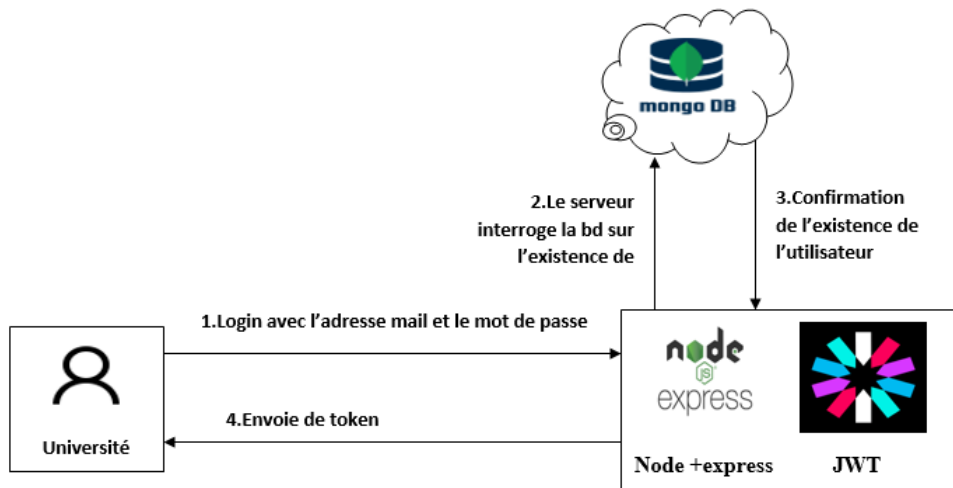 mongo DB
2.Le serveur
interroge la bd sur
l'existence de
3.Confirmation
de l'existence de
l'utilisateur
1.Login avec l'adresse mail et le mot de passe
node
JS
express
4.Envoie de token
Université
Node +express
JWT